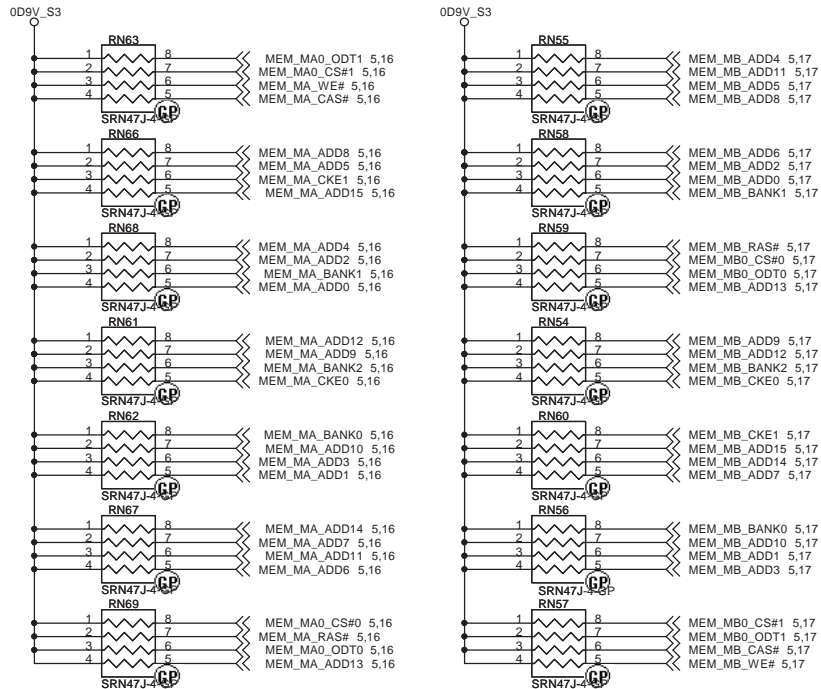 0D9V_S3
RN63
1 8 MEM_MA0_ODT1 5,16
2 7 MEM_MA0_CS#1 5,16
3 6 MEM_MA_WE# 5,16
4 5 MEM_MA_CAS# 5,16
SRN47J-4-GP
GP
RN66
1 8 MEM_MA_ADD8 5,16
2 7 MEM_MA_ADD5 5,16
3 6 MEM_MA_CKE1 5,16
4 5 MEM_MA_ADD15 5,16
SRN47J-4-GP
GP
RN68
1 8 MEM_MA_ADD4 5,16
2 7 MEM_MA_ADD2 5,16
3 6 MEM_MA_BANK1 5,16
4 5 MEM_MA_ADD0 5,16
SRN47J-4-GP
GP
RN61
1 8 MEM_MA_ADD12 5,16
2 7 MEM_MA_ADD9 5,16
3 6 MEM_MA_BANK2 5,16
4 5 MEM_MA_CKE0 5,16
SRN47J-4-GP
GP
RN62
1 8 MEM_MA_BANK0 5,16
2 7 MEM_MA_ADD10 5,16
3 6 MEM_MA_ADD3 5,16
4 5 MEM_MA_ADD1 5,16
SRN47J-4-GP
GP
RN67
1 8 MEM_MA_ADD14 5,16
2 7 MEM_MA_ADD7 5,16
3 6 MEM_MA_ADD11 5,16
4 5 MEM_MA_ADD6 5,16
SRN47J-4-GP
GP
RN69
1 8 MEM_MA0_CS#0 5,16
2 7 MEM_MA_RAS# 5,16
3 6 MEM_MA0_ODT0 5,16
4 5 MEM_MA_ADD13 5,16
SRN47J-4-GP
GP
0D9V_S3
RN55
1 8 MEM_MB_ADD4 5,17
2 7 MEM_MB_ADD11 5,17
3 6 MEM_MB_ADD5 5,17
4 5 MEM_MB_ADD8 5,17
SRN47J-4-GP
GP
RN58
1 8 MEM_MB_ADD6 5,17
2 7 MEM_MB_ADD2 5,17
3 6 MEM_MB_ADD0 5,17
4 5 MEM_MB_BANK1 5,17
SRN47J-4-GP
GP
RN59
1 8 MEM_MB_RAS# 5,17
2 7 MEM_MB0_CS#0 5,17
3 6 MEM_MB0_ODT0 5,17
4 5 MEM_MB_ADD13 5,17
SRN47J-4-GP
GP
RN54
1 8 MEM_MB_ADD9 5,17
2 7 MEM_MB_ADD12 5,17
3 6 MEM_MB_BANK2 5,17
4 5 MEM_MB_CKE0 5,17
SRN47J-4-GP
GP
RN60
1 8 MEM_MB_CKE1 5,17
2 7 MEM_MB_ADD15 5,17
3 6 MEM_MB_ADD14 5,17
4 5 MEM_MB_ADD7 5,17
SRN47J-4-GP
GP
RN56
1 8 MEM_MB_BANK0 5,17
2 7 MEM_MB_ADD10 5,17
3 6 MEM_MB_ADD1 5,17
4 5 MEM_MB_ADD3 5,17
SRN47J-4-GP
GP
RN57
1 8 MEM_MB0_CS#1 5,17
2 7 MEM_MB0_ODT1 5,17
3 6 MEM_MB_CAS# 5,17
4 5 MEM_MB_WE# 5,17
SRN47J-4-GP
GP